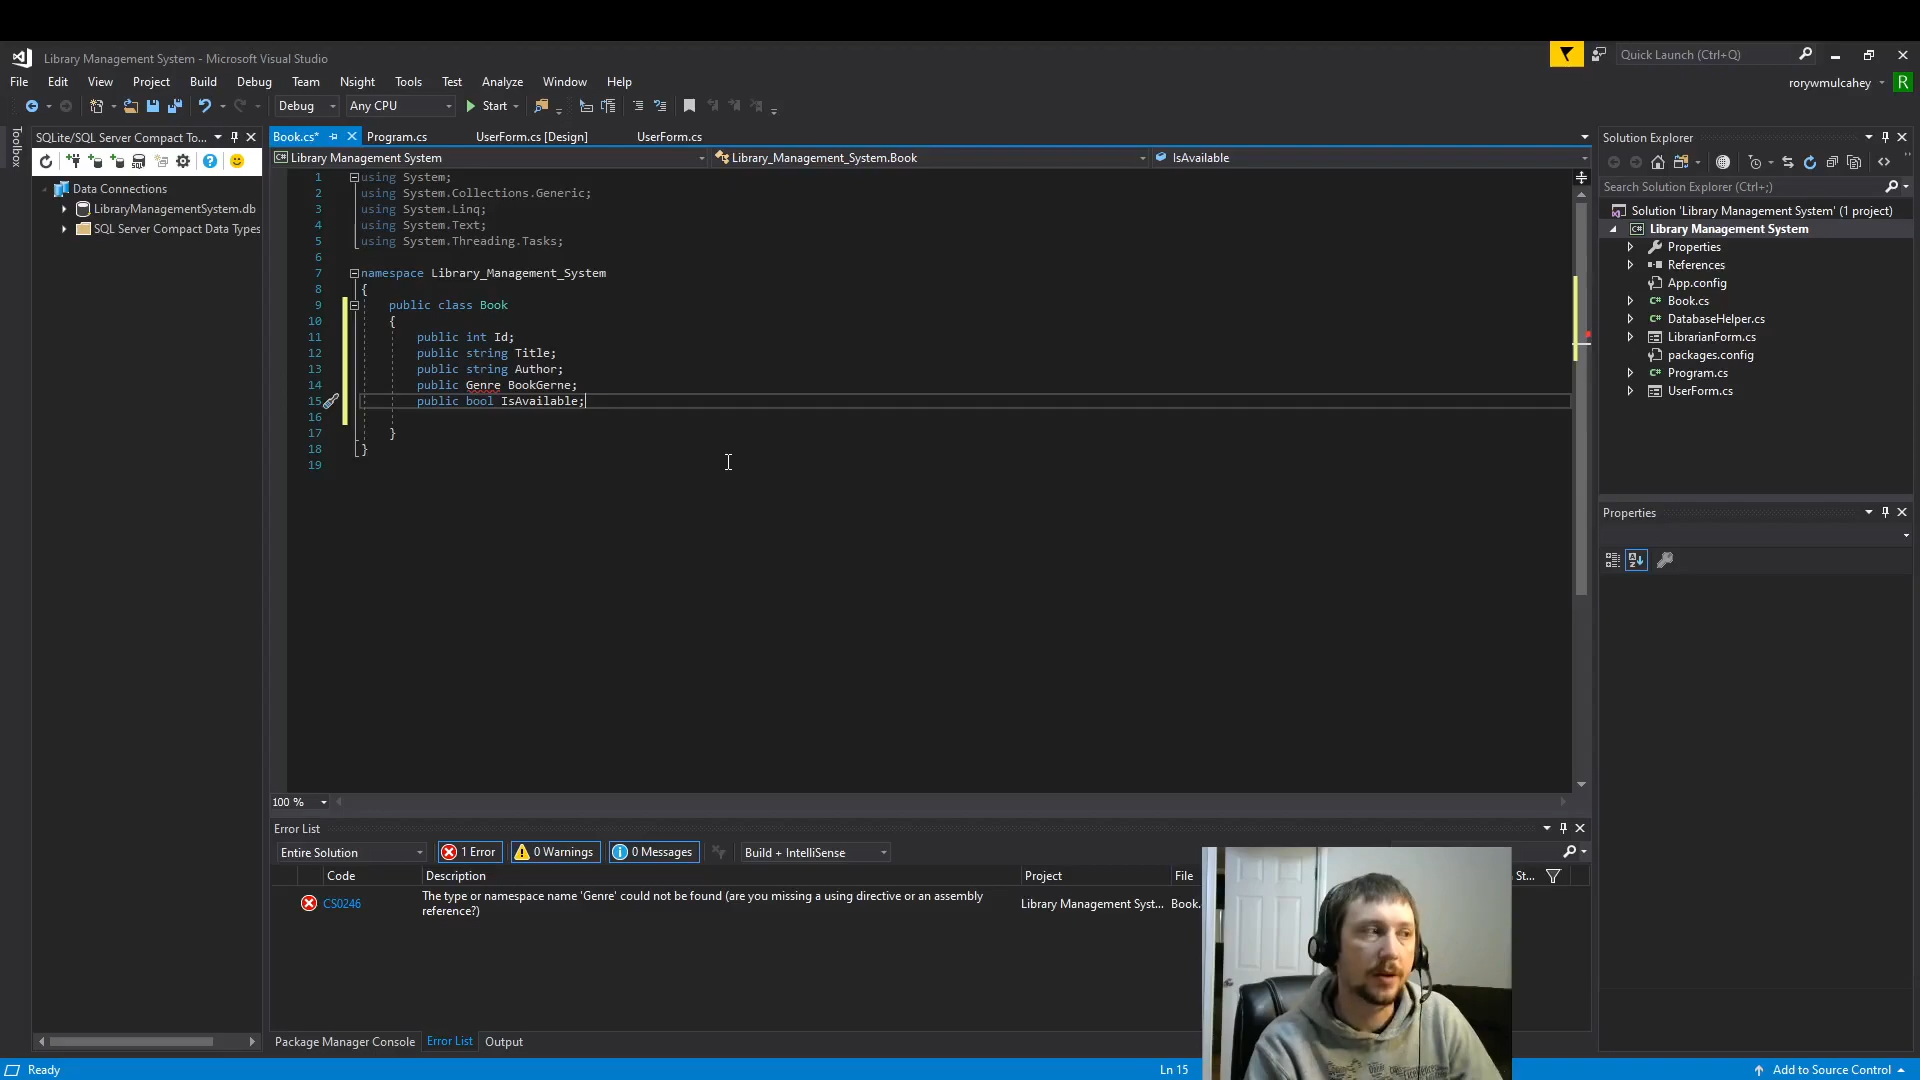 Library Management System - Microsoft Visual Studio
Quick Launch (Ctrl+Q)
File Edit View Project Build Debug Team Nsight Tools Test Analyze Window Help
rorywmulcahey R
Debug Any CPU Start
SQLite/SQL Server Compact To...
Book.cs* Program.cs UserForm.cs [Design] UserForm.cs
Solution Explorer
Toolbox
Library Management System Library_Management_System.Book IsAvailable
Data Connections
LibraryManagementSystem.db
SQL Server Compact Data Types
1 using System;
2 using System.Collections.Generic;
3 using System.Linq;
4 using System.Text;
5 using System.Threading.Tasks;
6
7 namespace Library_Management_System
8 {
9 public class Book
10 {
11 public int Id;
12 public string Title;
13 public string Author;
14 public Genre BookGerne;
15 public bool IsAvailable;
16
17 }
18 }
19
Search Solution Explorer (Ctrl+;)
Solution 'Library Management System' (1 project)
Library Management System
Properties
References
App.config
Book.cs
DatabaseHelper.cs
LibrarianForm.cs
packages.config
Program.cs
UserForm.cs
Properties
100 %
Error List
Entire Solution 1 Error 0 Warnings 0 Messages Build + IntelliSense
Code Description Project File St...
CS0246 The type or namespace name 'Genre' could not be found (are you missing a using directive or an assembly
reference?)
Library Management Syst... Book.
Package Manager Console Error List Output
Ready Ln 15 Add to Source Control